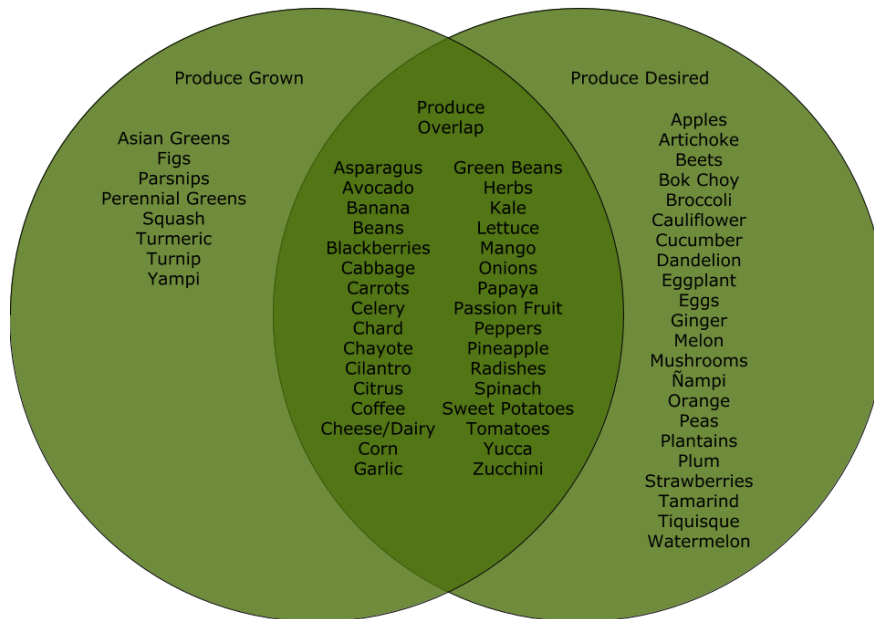 Produce Grown
Asian Greens
Figs
Parsnips
Perennial Greens
Squash
Turmeric
Turnip
Yampi
Produce
Overlap
Asparagus
Avocado
Banana
Beans
Blackberries
Cabbage
Carrots
Celery
Chard
Chayote
Cilantro
Citrus
Coffee
Cheese/Dairy
Corn
Garlic
Green Beans
Herbs
Kale
Lettuce
Mango
Onions
Papaya
Passion Fruit
Peppers
Pineapple
Radishes
Spinach
Sweet Potatoes
Tomatoes
Yucca
Zucchini
Produce Desired
Apples
Artichoke
Beets
Bok Choy
Broccoli
Cauliflower
Cucumber
Dandelion
Eggplant
Eggs
Ginger
Melon
Mushrooms
Ñampi
Orange
Peas
Plantains
Plum
Strawberries
Tamarind
Tiquisque
Watermelon